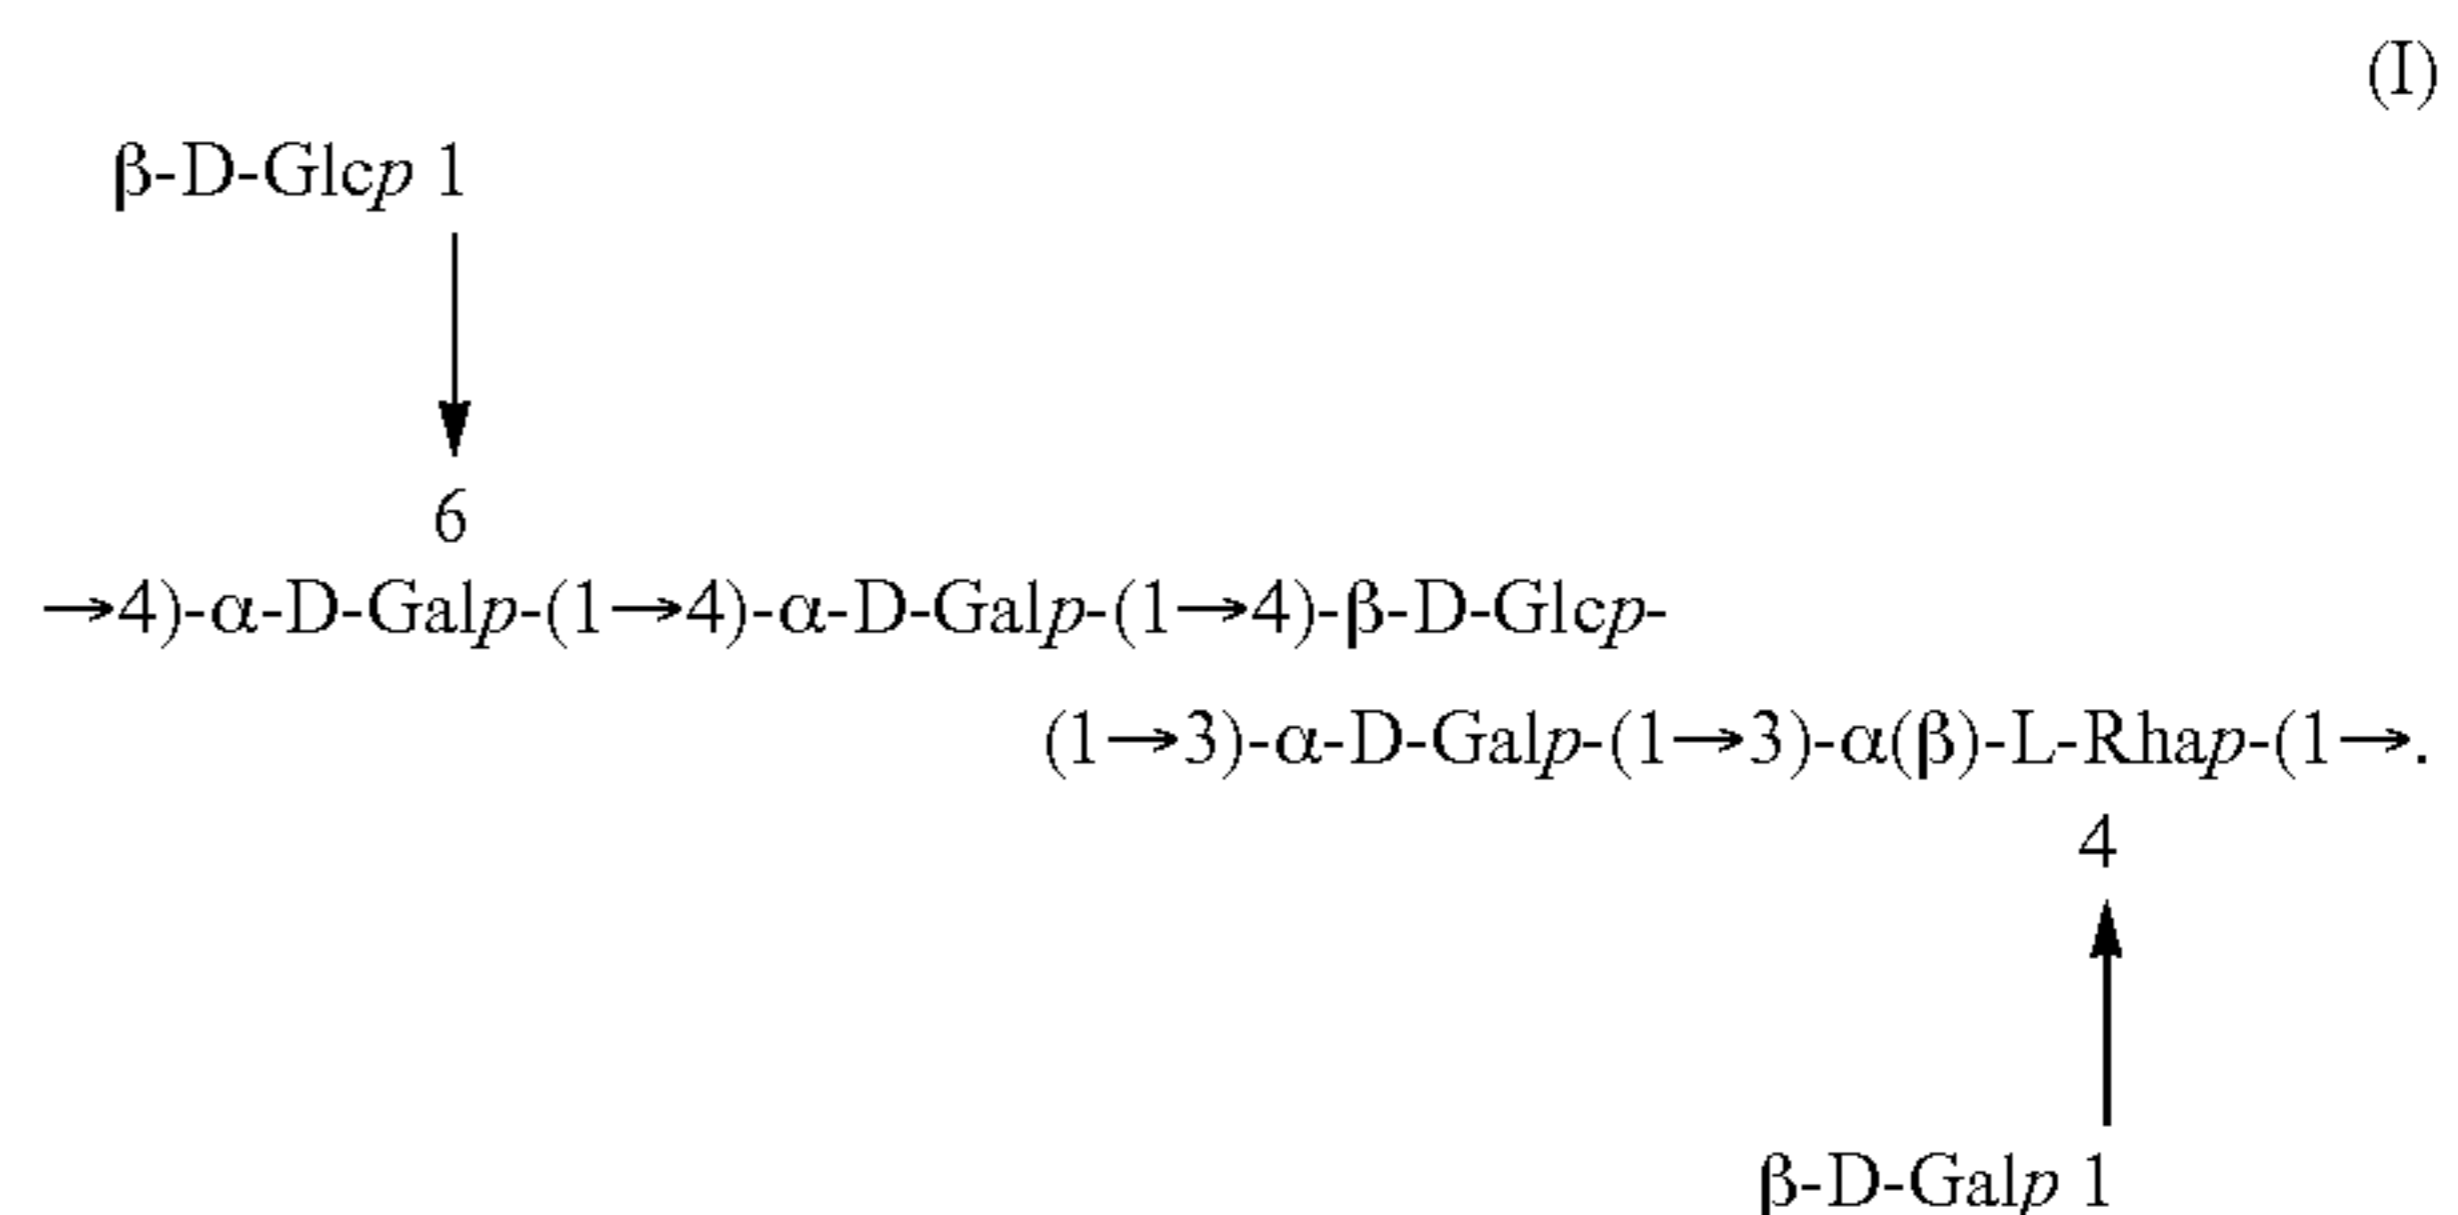 (I)
β-D-Glcp 1
6
→4)-α-D-Galp-(1→4)-α-D-Galp-(1→4)-β-D-Glcp-
(1→3)-α-D-Galp-(1→3)-α(β)-L-Rhap-(1→.
4
β-D-Galp 1